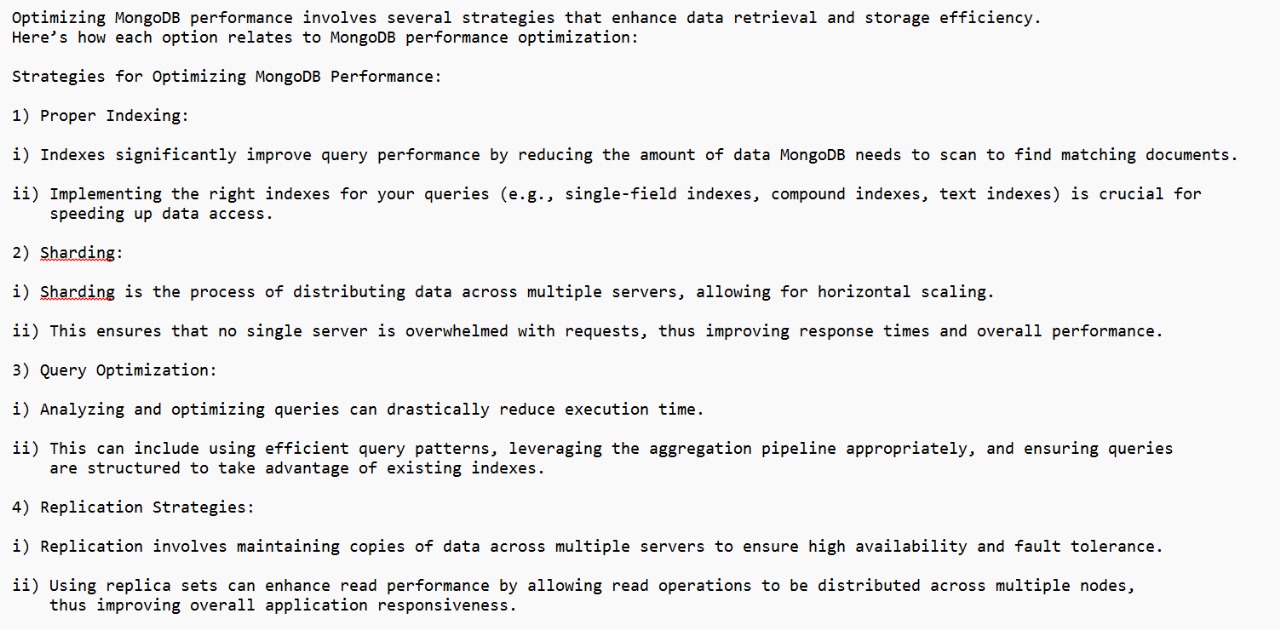 Optimizing MongoDB performance involves several strategies that enhance data retrieval and storage efficiency.
Here's how each option relates to MongoDB performance optimization:
Strategies for Optimizing MongoDB Performance:
1) Proper Indexing:
i) Indexes significantly improve query performance by reducing the amount of data MongoDB needs to scan to find matching documents.
ii) Implementing the right indexes for your queries (e.g., single-field indexes, compound indexes, text indexes) is crucial for
speeding up data access.
2) Sharding:
i) Sharding is the process of distributing data across multiple servers, allowing for horizontal scaling.
ii) This ensures that no single server is overwhelmed with requests, thus improving response times and overall performance.
3) Query Optimization:
i) Analyzing and optimizing queries can drastically reduce execution time.
ii) This can include using efficient query patterns, leveraging the aggregation pipeline appropriately, and ensuring queries
are structured to take advantage of existing indexes.
4) Replication Strategies:
i) Replication involves maintaining copies of data across multiple servers to ensure high availability and fault tolerance.
ii) Using replica sets can enhance read performance by allowing read operations to be distributed across multiple nodes,
thus improving overall application responsiveness.